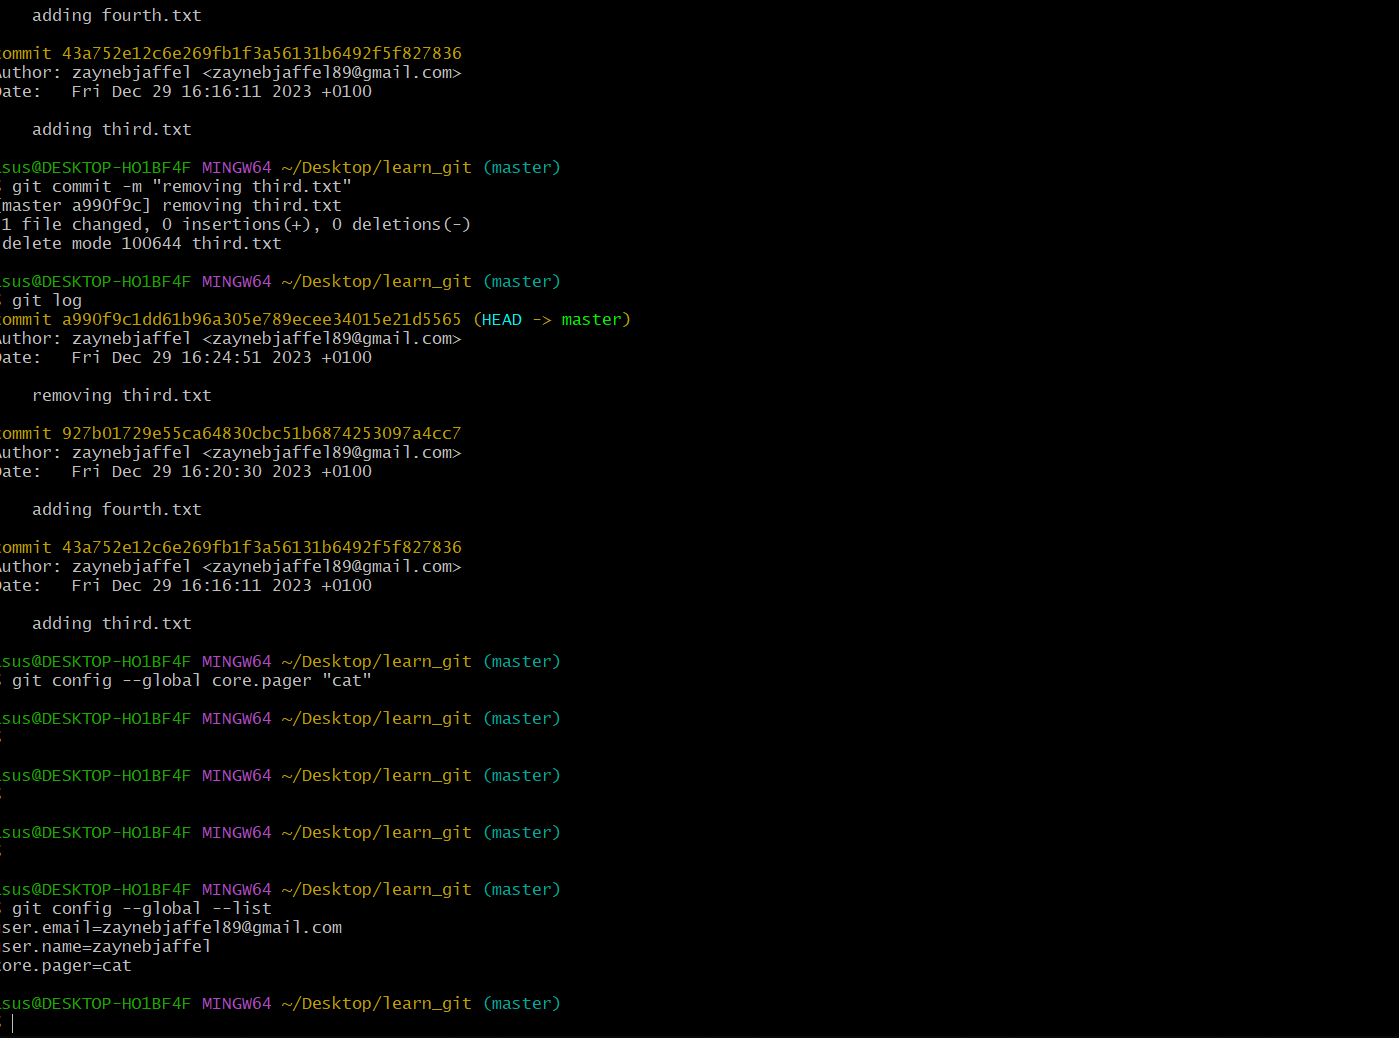 adding fourth.txt
ommit 43a752e12c6e269fb1f3a56131b6492f5f827836
uthor: zaynebjaffel <zaynebjaffel89@gmail.com>
ate:   Fri Dec 29 16:16:11 2023 +0100
adding third.txt
sus@DESKTOP-HO1BF4F MINGW64 ~/Desktop/learn_git (master)
git commit -m "removing third.txt"
[master a990f9c] removing third.txt
1 file changed, 0 insertions(+), 0 deletions(-)
delete mode 100644 third.txt
sus@DESKTOP-HO1BF4F MINGW64 ~/Desktop/learn_git (master)
git log
ommit a990f9c1dd61b96a305e789ecee34015e21d5565 (HEAD -> master)
uthor: zaynebjaffel <zaynebjaffel89@gmail.com>
ate:   Fri Dec 29 16:24:51 2023 +0100
removing third.txt
ommit 927b01729e55ca64830cbc51b6874253097a4cc7
uthor: zaynebjaffel <zaynebjaffel89@gmail.com>
ate:   Fri Dec 29 16:20:30 2023 +0100
adding fourth.txt
ommit 43a752e12c6e269fb1f3a56131b6492f5f827836
uthor: zaynebjaffel <zaynebjaffel89@gmail.com>
ate:   Fri Dec 29 16:16:11 2023 +0100
adding third.txt
sus@DESKTOP-HO1BF4F MINGW64 ~/Desktop/learn_git (master)
git config --global core.pager "cat"
sus@DESKTOP-HO1BF4F MINGW64 ~/Desktop/learn_git (master)
sus@DESKTOP-HO1BF4F MINGW64 ~/Desktop/learn_git (master)
sus@DESKTOP-HO1BF4F MINGW64 ~/Desktop/learn_git (master)
sus@DESKTOP-HO1BF4F MINGW64 ~/Desktop/learn_git (master)
git config --global --list
ser.email=zaynebjaffel89@gmail.com
ser.name=zaynebjaffel
ore.pager=cat
sus@DESKTOP-HO1BF4F MINGW64 ~/Desktop/learn_git (master)